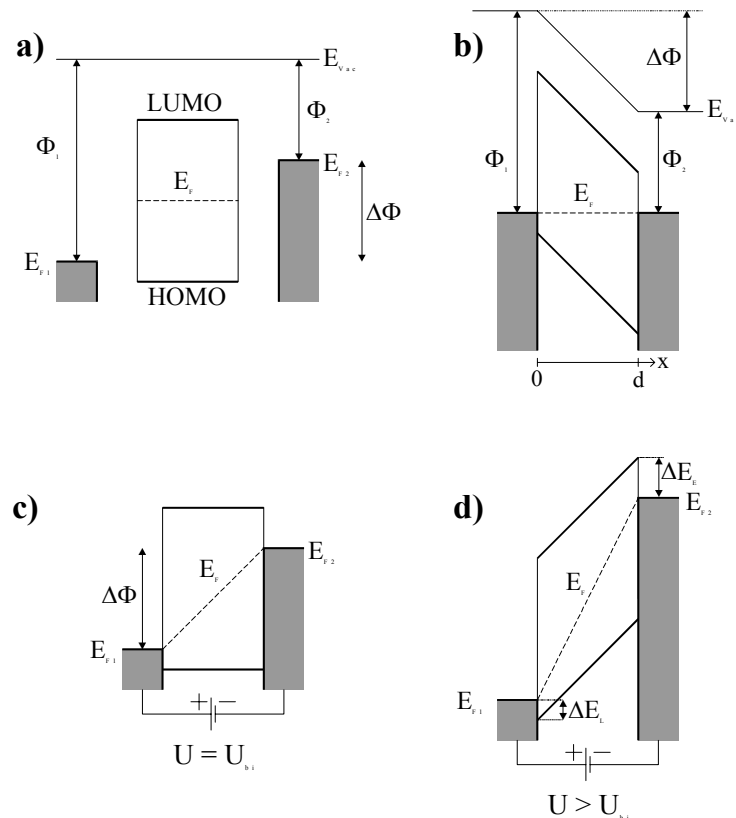 a)
E_Vac
LUMO
Φ_1
Φ_2
E_F
E_F2
ΔΦ
E_F1
HOMO
b)
ΔΦ
E_Va
Φ_1
Φ_2
E_F
0
d
x
c)
ΔΦ
E_F
E_F2
E_F1
+ −
U = U_bi
d)
ΔE_E
E_F2
E_F
E_F1
ΔE_L
+ −
U > U_bi